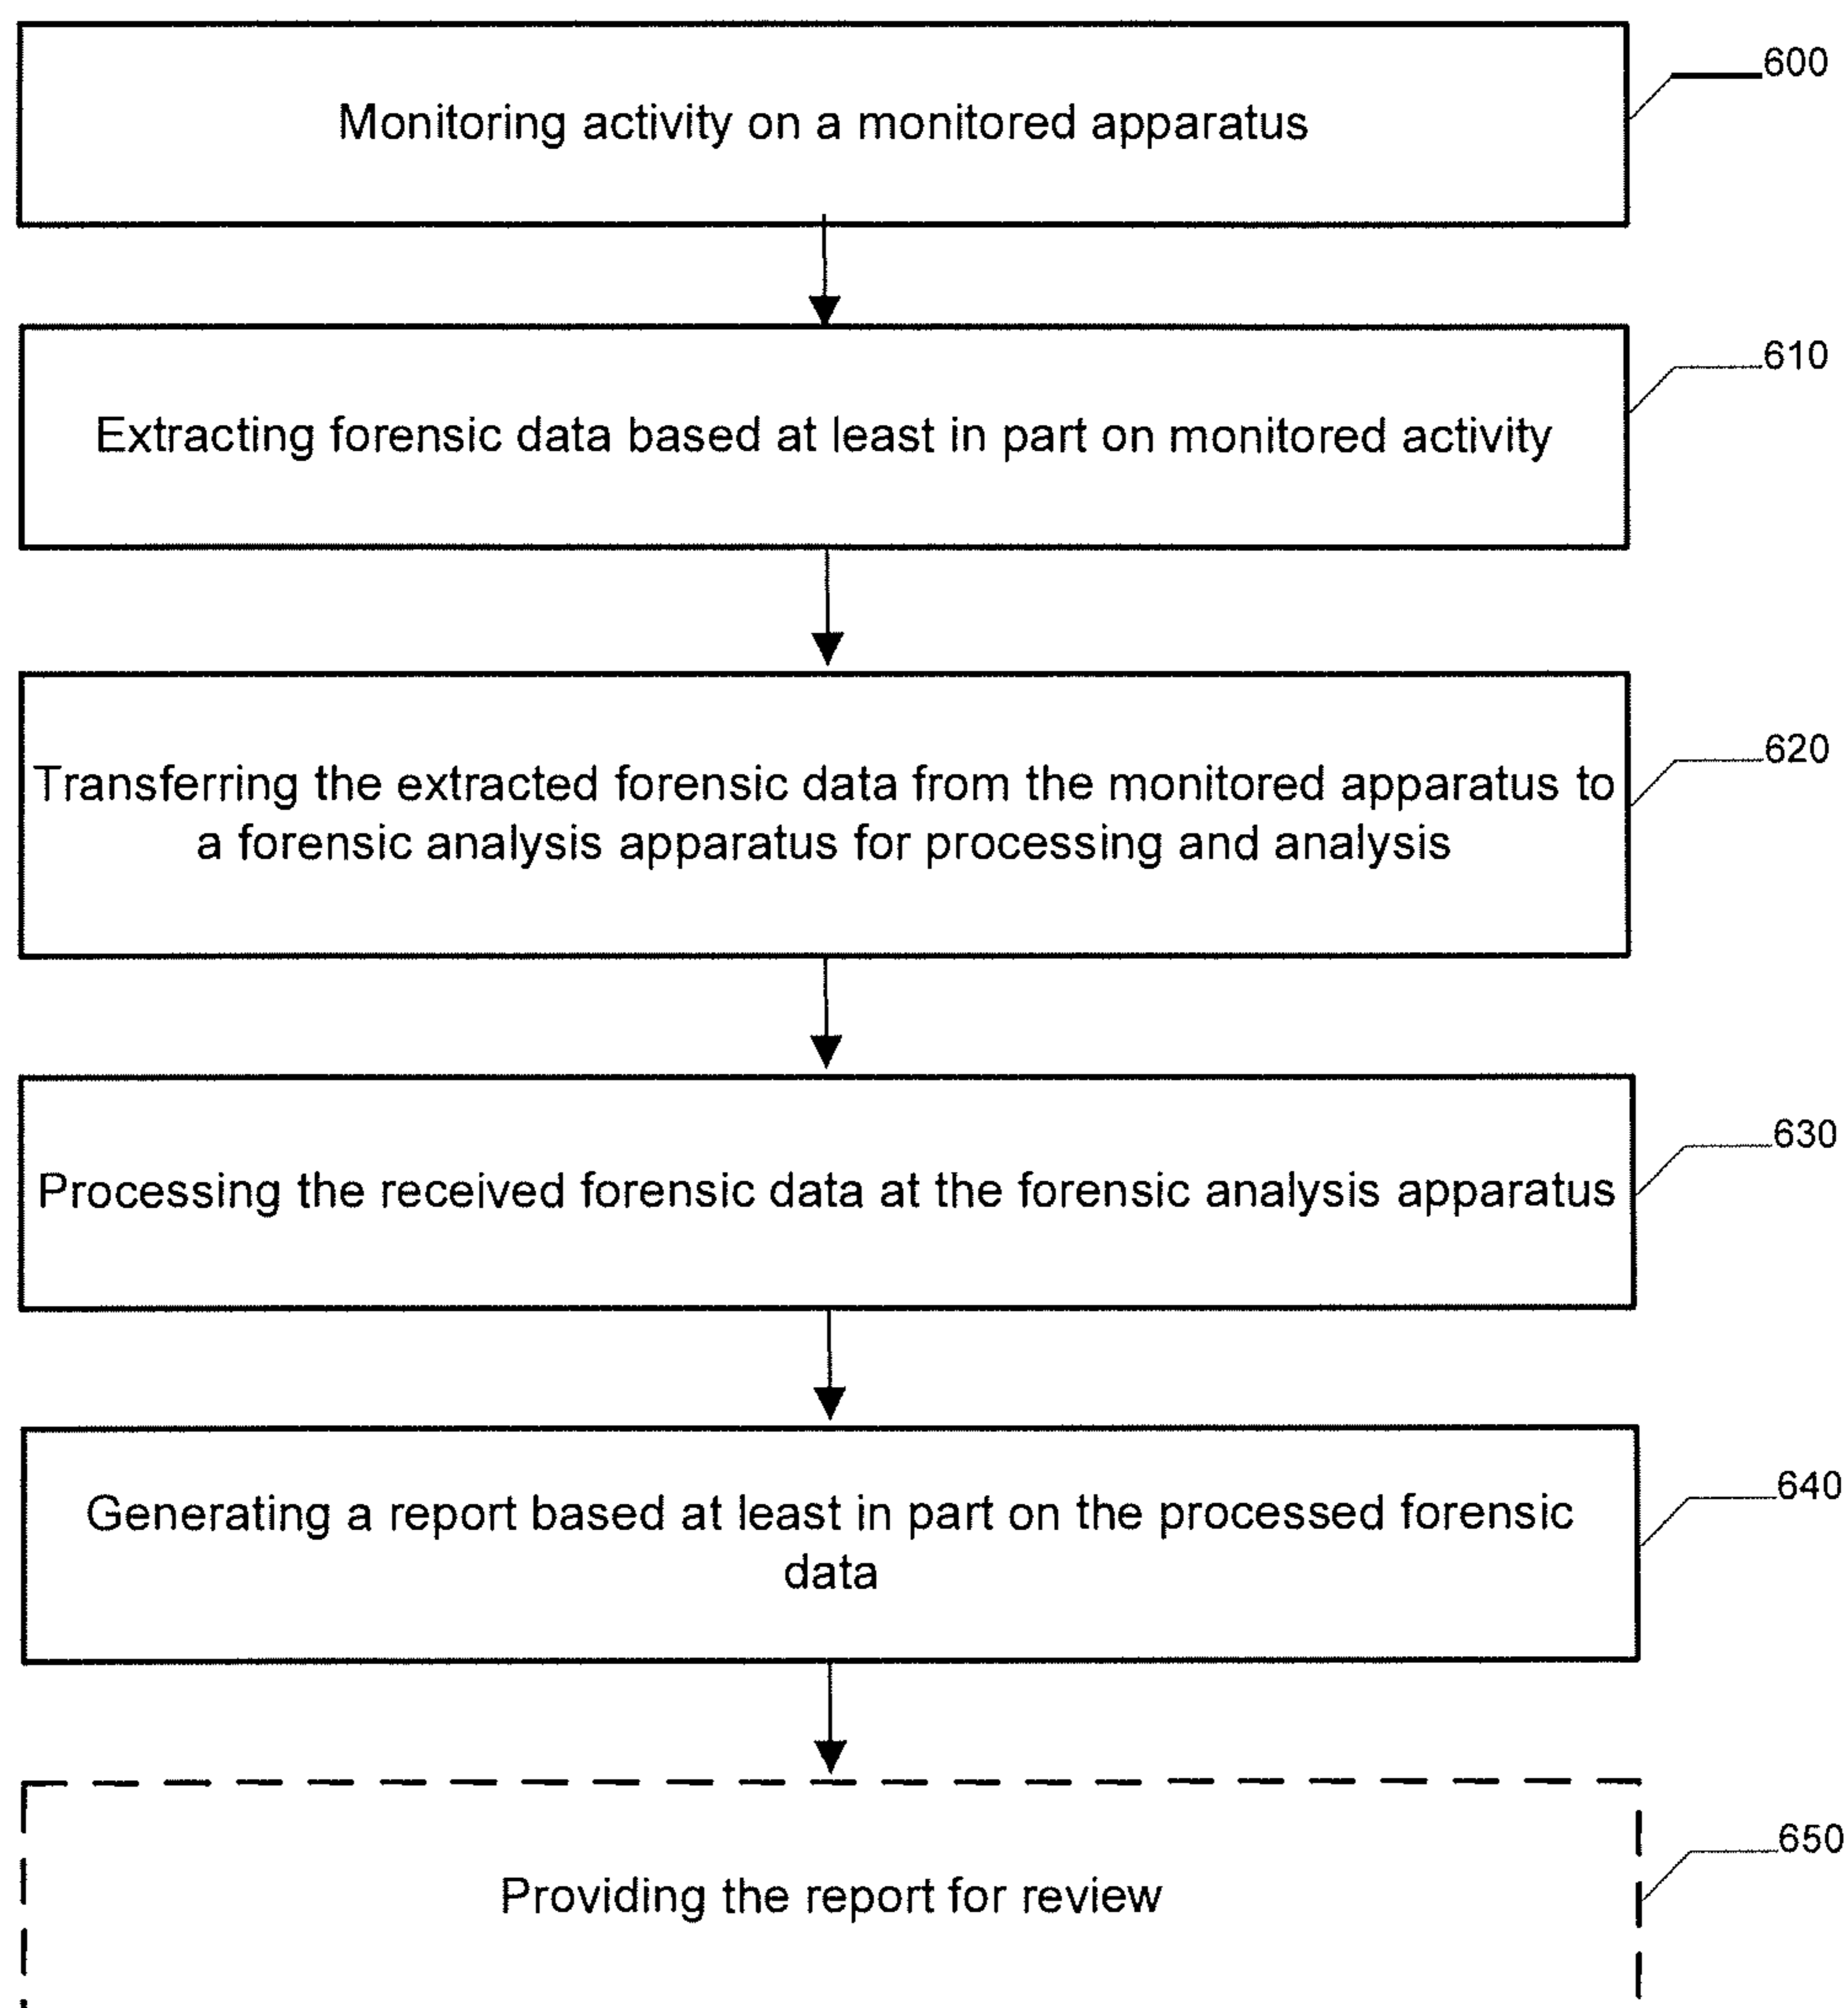 600
Monitoring activity on a monitored apparatus
610
Extracting forensic data based at least in part on monitored activity
620
Transferring the extracted forensic data from the monitored apparatus to
a forensic analysis apparatus for processing and analysis
630
Processing the received forensic data at the forensic analysis apparatus
640
Generating a report based at least in part on the processed forensic
data
650
Providing the report for review